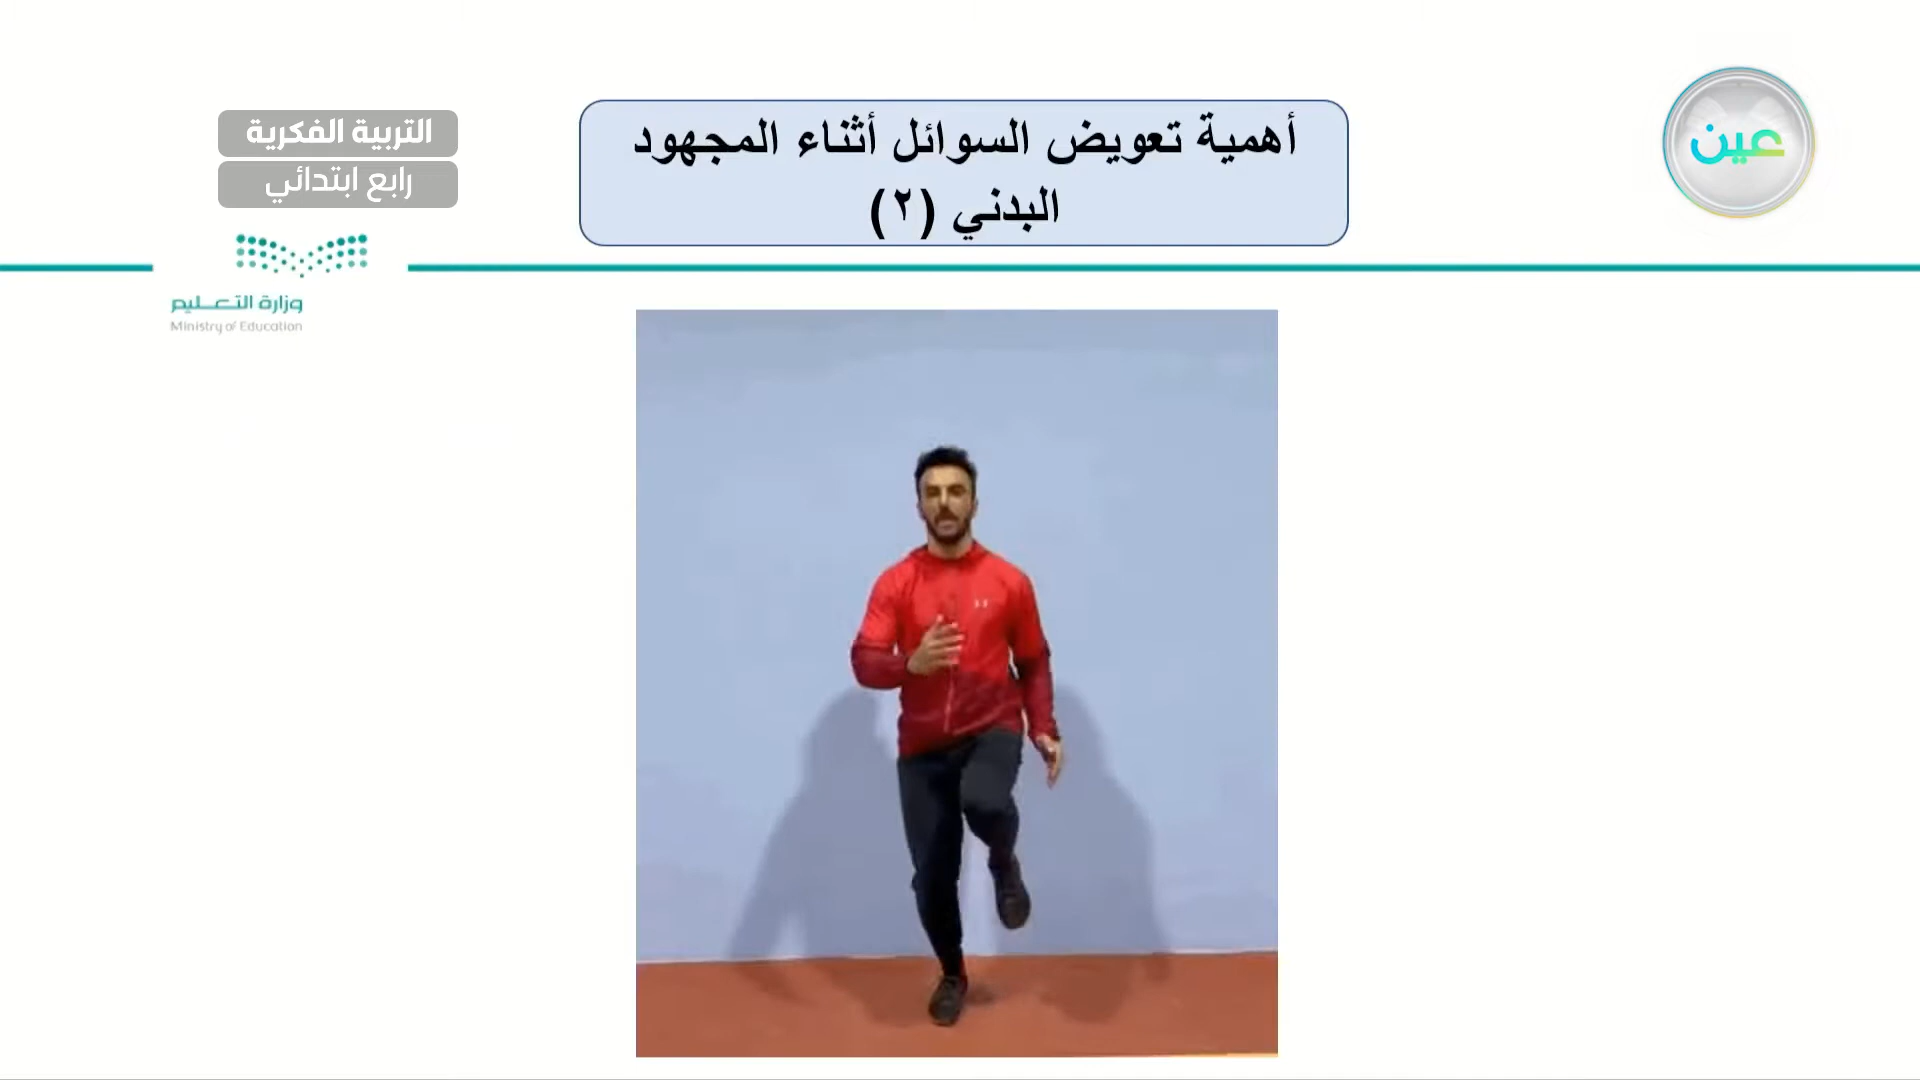 أهمية تعويض السوائل أثناء المجهود
البدني (٢)
عين
التربية الفكرية
رابع ابتدائي
وزارة التعليم
Ministry of Education